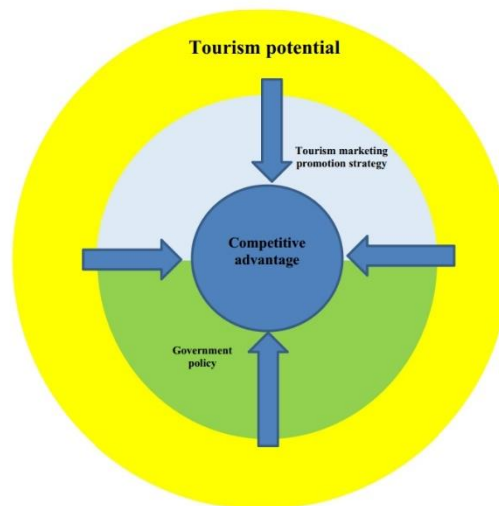 Tourism potential
Tourism marketing
promotion strategy
Competitive
advantage
Government
policy